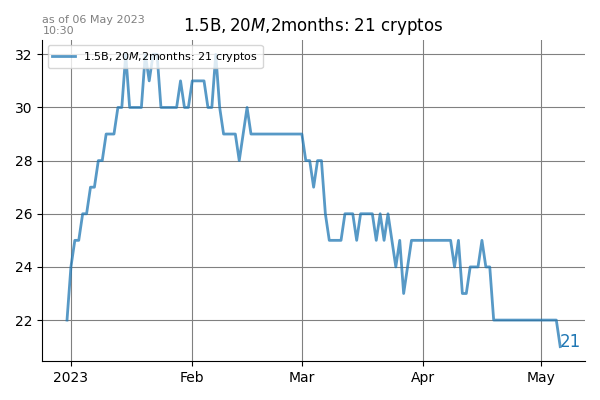 as of 06 May 2023
10:30
1.5B, 20M,2months: 21 cryptos
1.5B, 20M,2months: 21 cryptos
32
30
28
26
24
22
21
2023
Feb
Mar
Apr
May